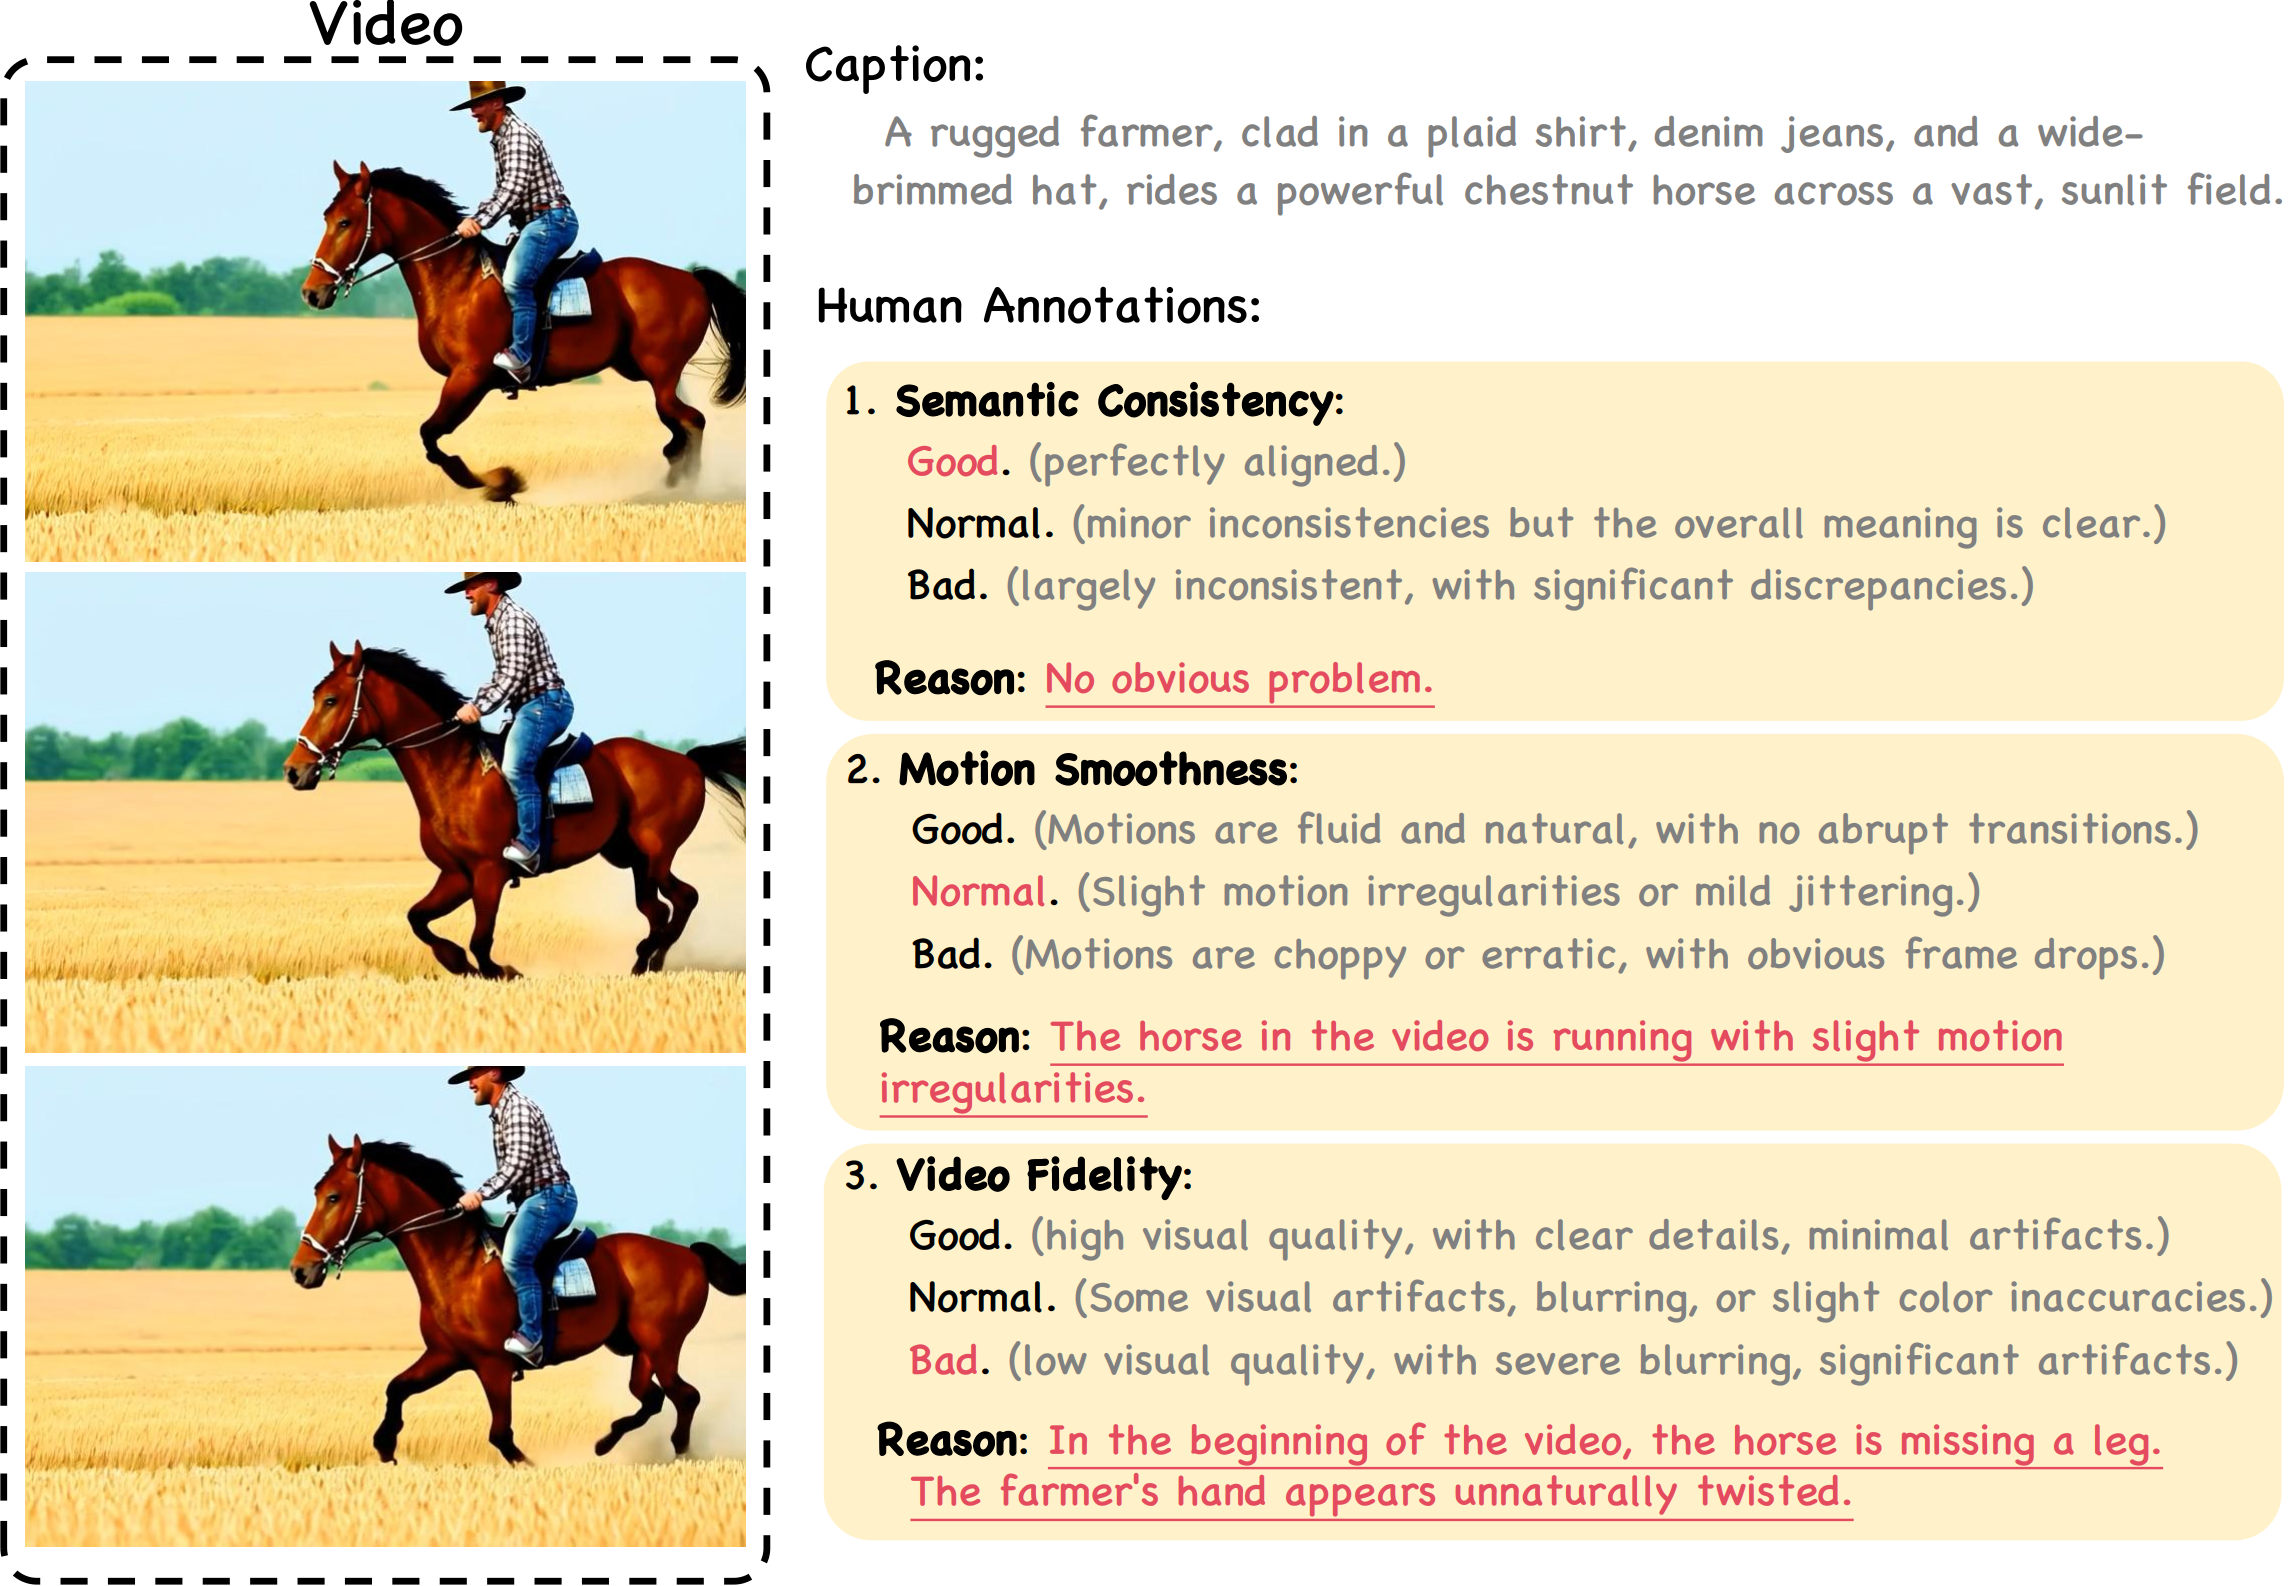 Video
Caption:
A rugged farmer, clad in a plaid shirt, denim jeans, and a wide-
brimmed hat, rides a powerful chestnut horse across a vast, sunlit field.
Human Annotations:
1. Semantic Consistency:
Good. (perfectly aligned.)
Normal. (minor inconsistencies but the overall meaning is clear.)
Bad. (largely inconsistent, with significant discrepancies.)
Reason: No obvious problem.
2. Motion Smoothness:
Good. (Motions are fluid and natural, with no abrupt transitions.)
Normal. (Slight motion irregularities or mild jittering.)
Bad. (Motions are choppy or erratic, with obvious frame drops.)
Reason: The horse in the video is running with slight motion
irregularities.
3. Video Fidelity:
Good. (high visual quality, with clear details, minimal artifacts.)
Normal. (Some visual artifacts, blurring, or slight color inaccuracies.)
Bad. (low visual quality, with severe blurring, significant artifacts.)
Reason: In the beginning of the video, the horse is missing a leg.
The farmer's hand appears unnaturally twisted.